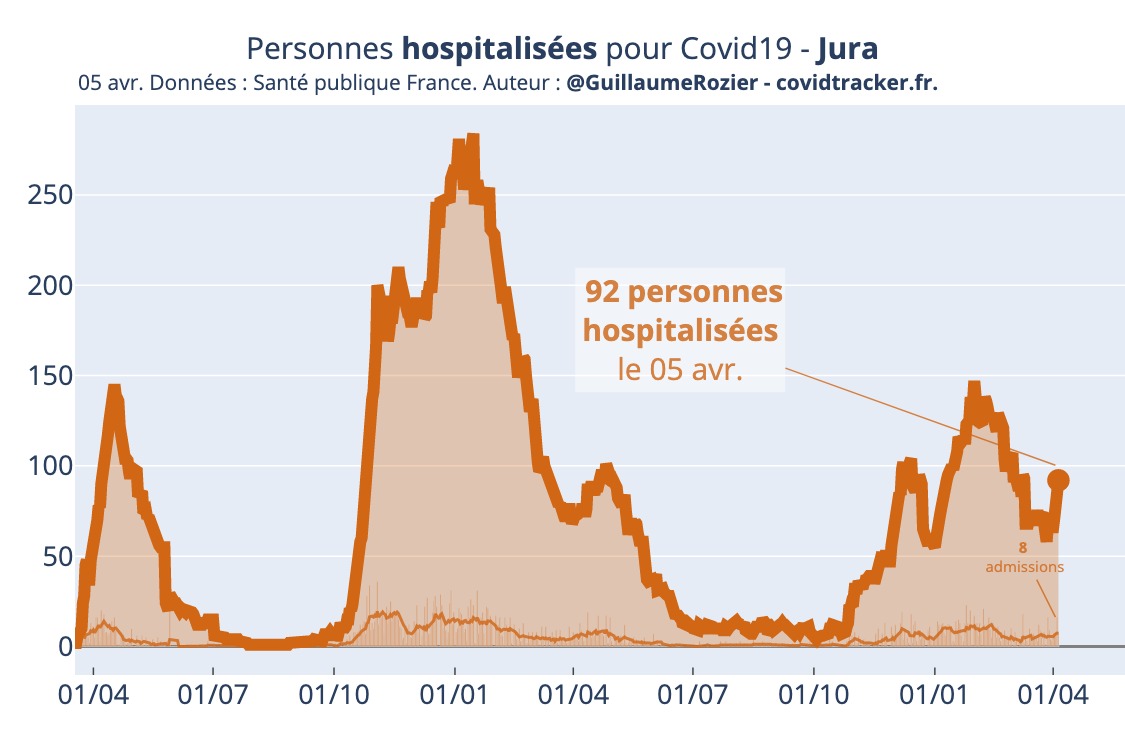 Personnes hospitalisées pour Covid19 - Jura
05 avr. Données : Santé publique France. Auteur : @GuillaumeRozier - covidtracker.fr.
250
200
150
100
50
0
92 personnes
hospitalisées
le 05 avr.
8
admissions
01/04 01/07 01/10 01/01 01/04 01/07 01/10 01/01 01/04